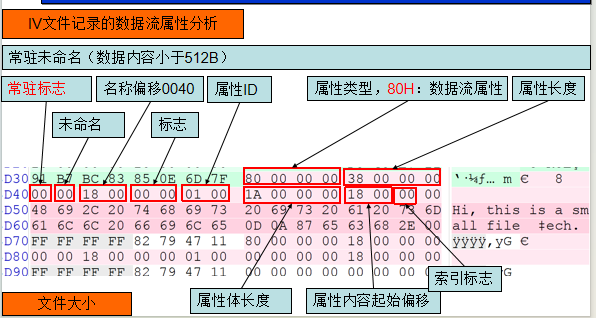 IV文件记录的数据流属性分析
常驻未命名（数据内容小于512B）
常驻标志
名称偏移0040
属性ID
属性类型，80H：数据流属性
属性长度
未命名
标志
D30 91 B7 BC 83 85 0E 6D 7F 80 00 00 00 38 00 00 00 ‘·¼ƒ… m € 8
D40 00 00 18 00 00 00 01 00 1A 00 00 00 18 00 00 00
D50 48 69 2C 20 74 68 69 73 20 69 73 20 61 20 73 6D Hi, this is a sm
D60 61 6C 6C 20 66 69 6C 65 0D 0A 87 65 63 68 2E 00 all file ‡ech.
D70 FF FF FF FF 82 79 47 11 80 00 00 00 18 00 00 00 ÿÿÿÿ‚yG €
D80 00 00 18 00 00 00 01 00 00 00 00 00 18 00 00 00
D90 FF FF FF FF 82 79 47 11
索引标志
文件大小
属性体长度
属性内容起始偏移